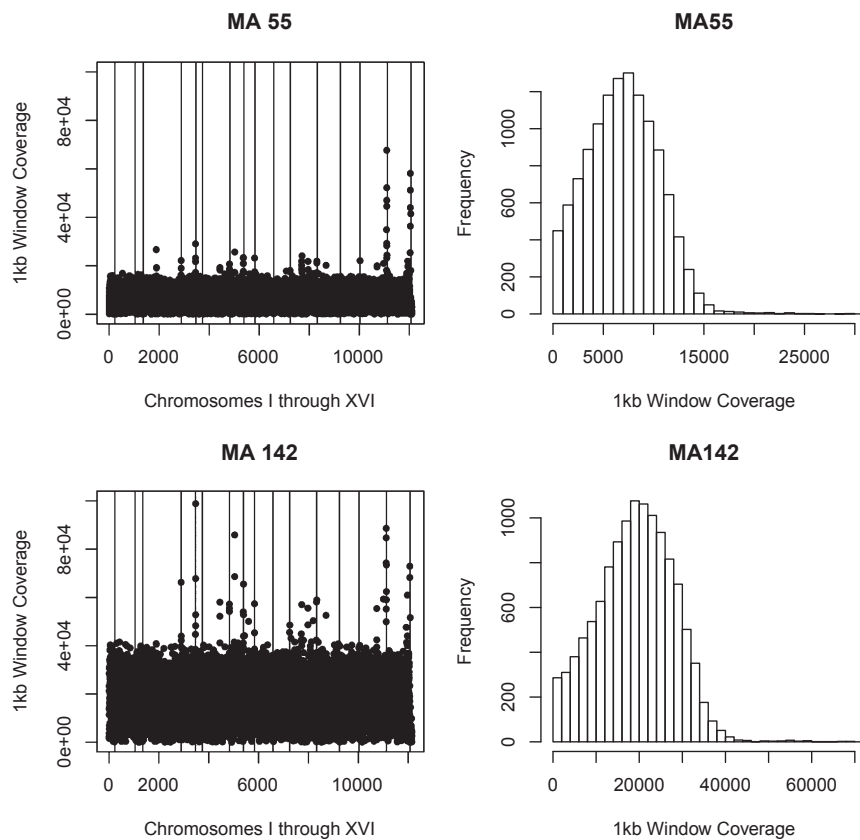 MA 55
1kb Window Coverage
0e+00 4e+04 8e+04
0 2000 6000 10000
Chromosomes I through XVI
MA55
Frequency
0 200 600 1000
5000 15000 25000
0
1kb Window Coverage
MA 142
1kb Window Coverage
0e+00 4e+04 8e+04
0 2000 6000 10000
Chromosomes I through XVI
MA142
Frequency
0 200 600 1000
0 20000 40000 60000
1kb Window Coverage